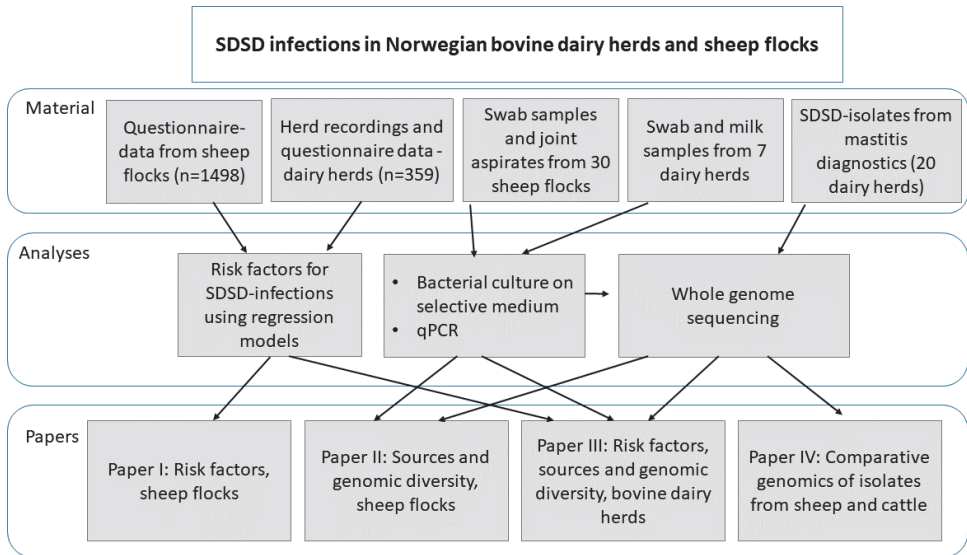 SDSD infections in Norwegian bovine dairy herds and sheep flocks
Material
Questionnaire-
data from sheep
flocks (n=1498)
Herd recordings and
questionnaire data -
dairy herds (n=359)
Swab samples
and joint
aspirates from 30
sheep flocks
Swab and milk
samples from 7
dairy herds
SDSD-isolates from
mastitis
diagnostics (20
dairy herds)
Analyses
Risk factors for
SDSD-infections
using regression
models
• Bacterial culture on
selective medium
• qPCR
Whole genome
sequencing
Papers
Paper I: Risk factors,
sheep flocks
Paper II: Sources and
genomic diversity,
sheep flocks
Paper III: Risk factors,
sources and genomic
diversity, bovine dairy
herds
Paper IV: Comparative
genomics of isolates
from sheep and cattle